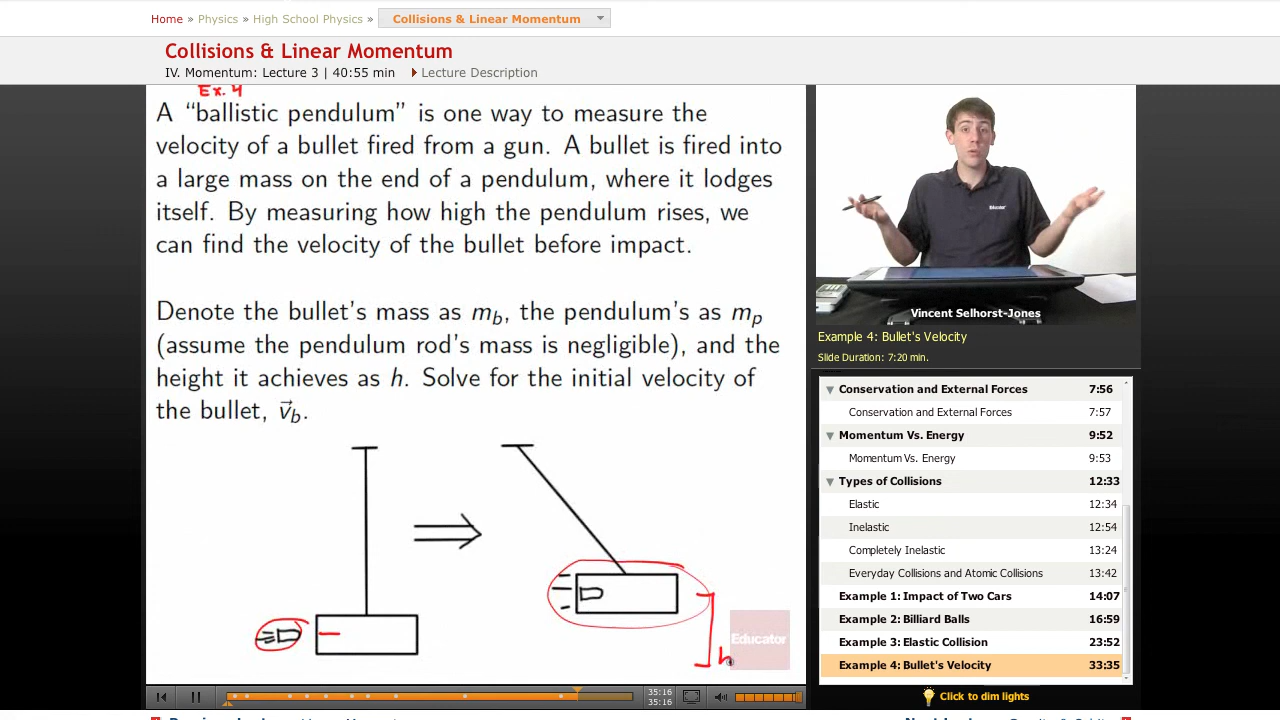 Home » Physics » High School Physics » Collisions & Linear Momentum
Collisions & Linear Momentum
IV. Momentum: Lecture 3 | 40:55 min Lecture Description
Ex. 4
A “ballistic pendulum” is one way to measure the
velocity of a bullet fired from a gun. A bullet is fired into
a large mass on the end of a pendulum, where it lodges
itself. By measuring how high the pendulum rises, we
can find the velocity of the bullet before impact.
Denote the bullet's mass as m_b, the pendulum's as m_p
(assume the pendulum rod's mass is negligible), and the
height it achieves as h. Solve for the initial velocity of
the bullet, v⃗_b.
h
Educator
35:16
35:16
Educator
Vincent Selhorst-Jones
Example 4: Bullet's Velocity
Slide Duration: 7:20 min.
Conservation and External Forces 7:56
Conservation and External Forces 7:57
Momentum Vs. Energy 9:52
Momentum Vs. Energy 9:53
Types of Collisions 12:33
Elastic 12:34
Inelastic 12:54
Completely Inelastic 13:24
Everyday Collisions and Atomic Collisions 13:42
Example 1: Impact of Two Cars 14:07
Example 2: Billiard Balls 16:59
Example 3: Elastic Collision 23:52
Example 4: Bullet's Velocity 33:35
Click to dim lights